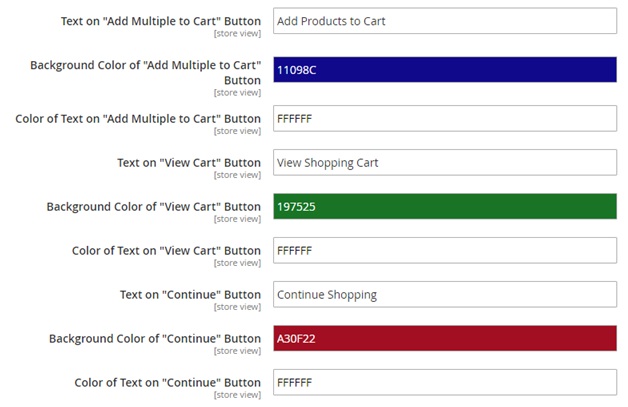 Text on "Add Multiple to Cart" Button
[store view]
Add Products to Cart
Background Color of "Add Multiple to Cart"
Button
[store view]
11098C
Color of Text on "Add Multiple to Cart" Button
[store view]
FFFFFF
Text on "View Cart" Button
[store view]
View Shopping Cart
Background Color of "View Cart" Button
[store view]
197525
Color of Text on "View Cart" Button
[store view]
FFFFFF
Text on "Continue" Button
[store view]
Continue Shopping
Background Color of "Continue" Button
[store view]
A30F22
Color of Text on "Continue" Button
[store view]
FFFFFF